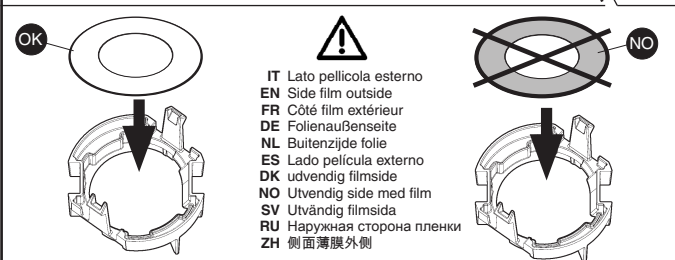 OK
NO
IT Lato pellicola esterno
EN Side film outside
FR Côté film extérieur
DE Folienaußenseite
NL Buitenzijde folie
ES Lado película externo
DK udvendig filmside
NO Utvendig side med film
SV Utvändig filmsida
RU Наружная сторона пленки
ZH 侧面薄膜外侧